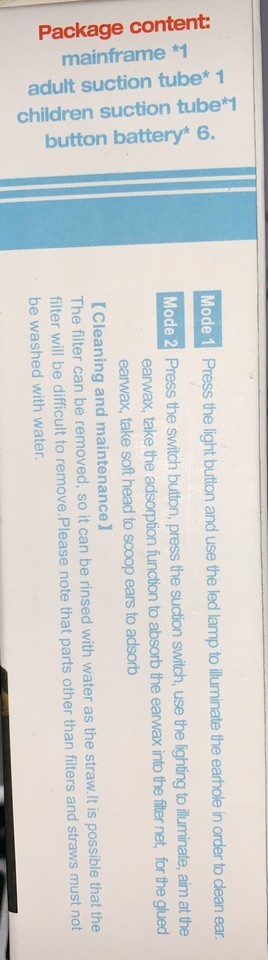 Package content:
mainframe *1
adult suction tube* 1
children suction tube*1
button battery* 6.
Mode 1 Press the light button and use the led lamp to illuminate the earhole in order to clean ear.
Mode 2 Press the switch button, press the suction switch, use the lighting to illuminate, aim at the
earwax, take the adsorption function to absorb the earwax into the filter net, for the glued
earwax, take soft head to scoop ears to adsorb
【Cleaning and maintenance】
The filter can be removed, so it can be rinsed with water as the straw.It is possible that the
filter will be difficult to remove.Please note that parts other than filters and straws must not
be washed with water.